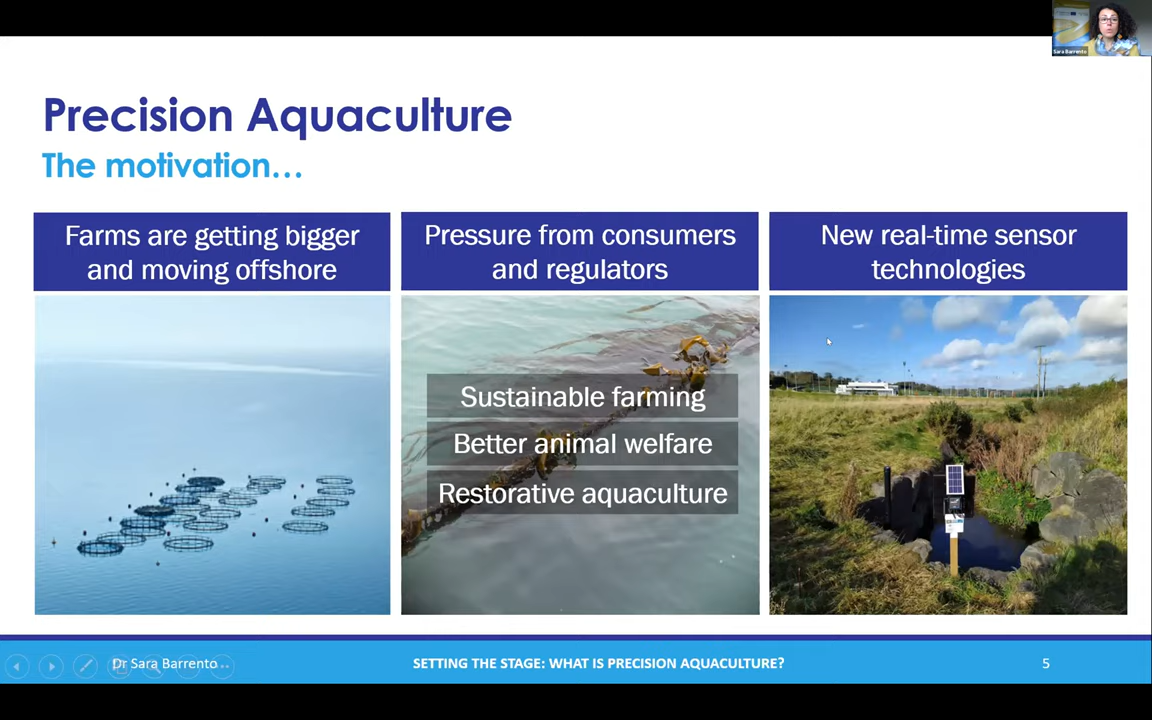 Sara Barrento
Precision Aquaculture
The motivation...
Farms are getting bigger
and moving offshore
Pressure from consumers
and regulators
Sustainable farming
Better animal welfare
Restorative aquaculture
New real-time sensor
technologies
Dr Sara Barrento
SETTING THE STAGE: WHAT IS PRECISION AQUACULTURE?
5